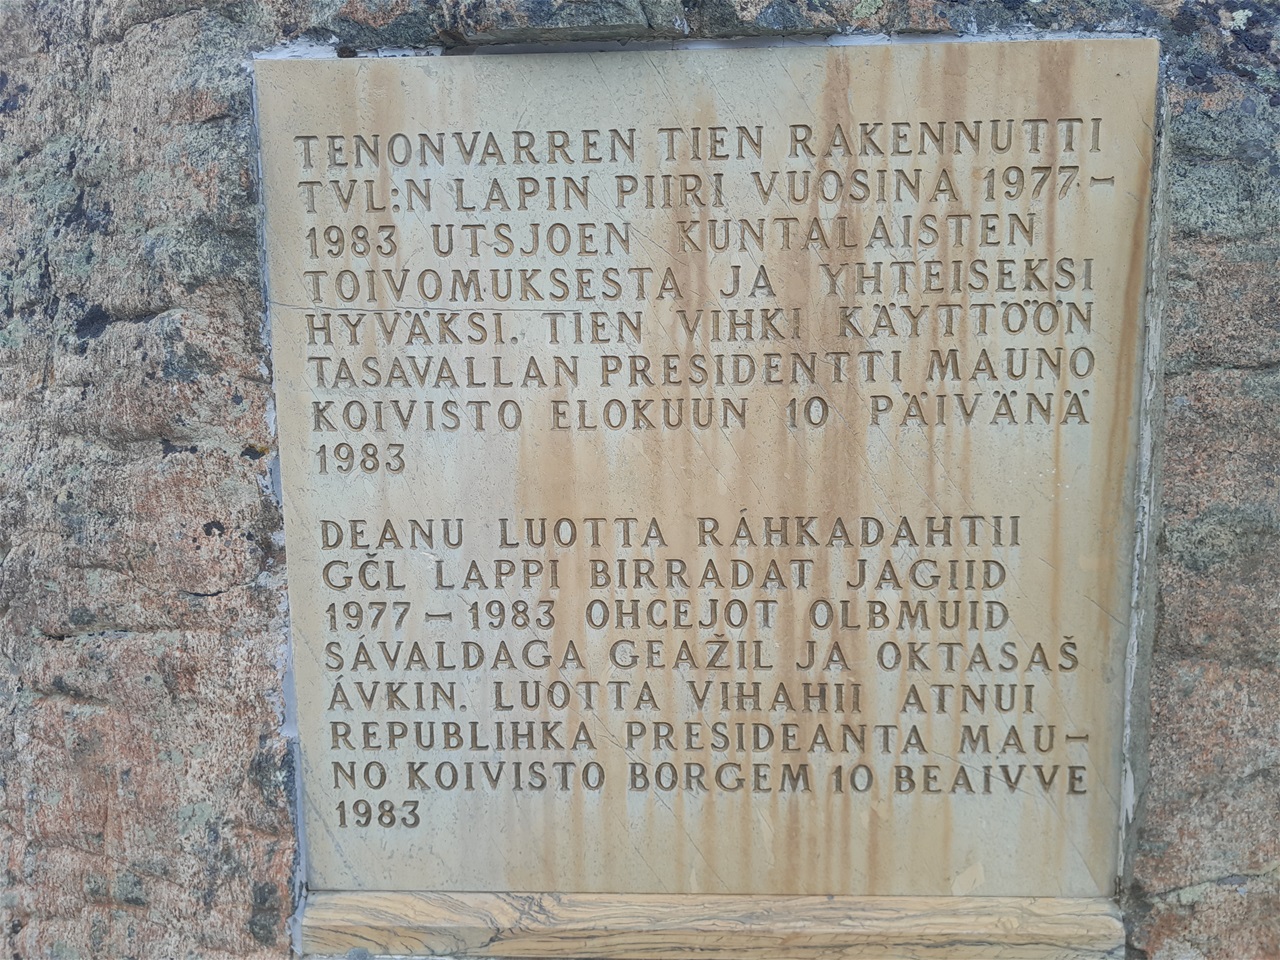 TENONVARREN TIEN RAKENNUTTI
TVL:N LAPIN PIIRI VUOSINA 1977-
1983 UTSJOEN KUNTALAISTEN
TOIVOMUKSESTA JA YHTEISEKSI
HYVÄKSI. TIEN VIHKI KÄYTTÖÖN
TASAVALLAN PRESIDENTTI MAUNO
KOIVISTO ELOKUUN 10 PÄIVÄNÄ
1983
DEANU LUOTTA RÁHKADAHTII
GČL LAPPI BIRRADAT JAGIID
1977-1983 OHCEJOT OLBMUID
SÁVALDAGA GEAŽIL JA OKTASAŠ
ÁVKIN. LUOTTA VIHAHII ATNUI
REPUBLIHKA PRESIDEANTA MAU-
NO KOIVISTO BORGEM 10 BEAIVVE
1983